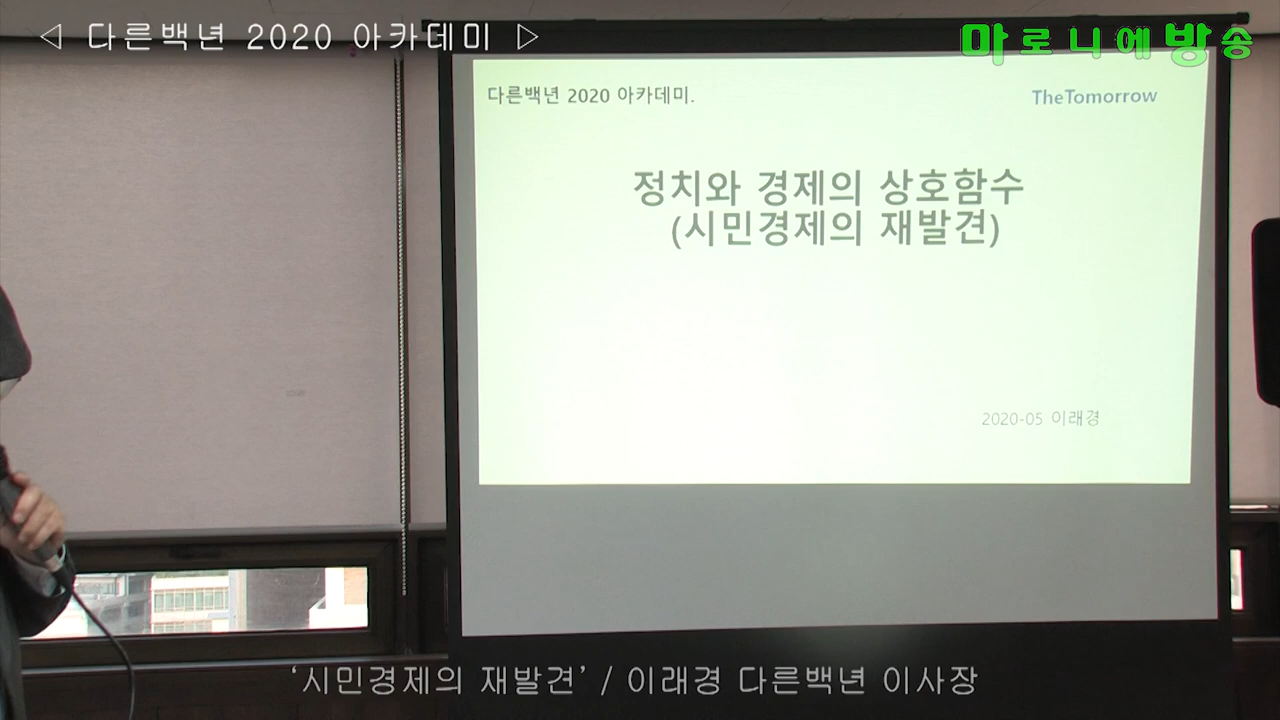 ◁ 다른백년 2020 아카데미 ▷
마로니에방송
다른백년 2020 아카데미.
TheTomorrow
정치와 경제의 상호함수
(시민경제의 재발견)
2020-05 이래경
‘시민경제의 재발견’ / 이래경 다른백년 이사장